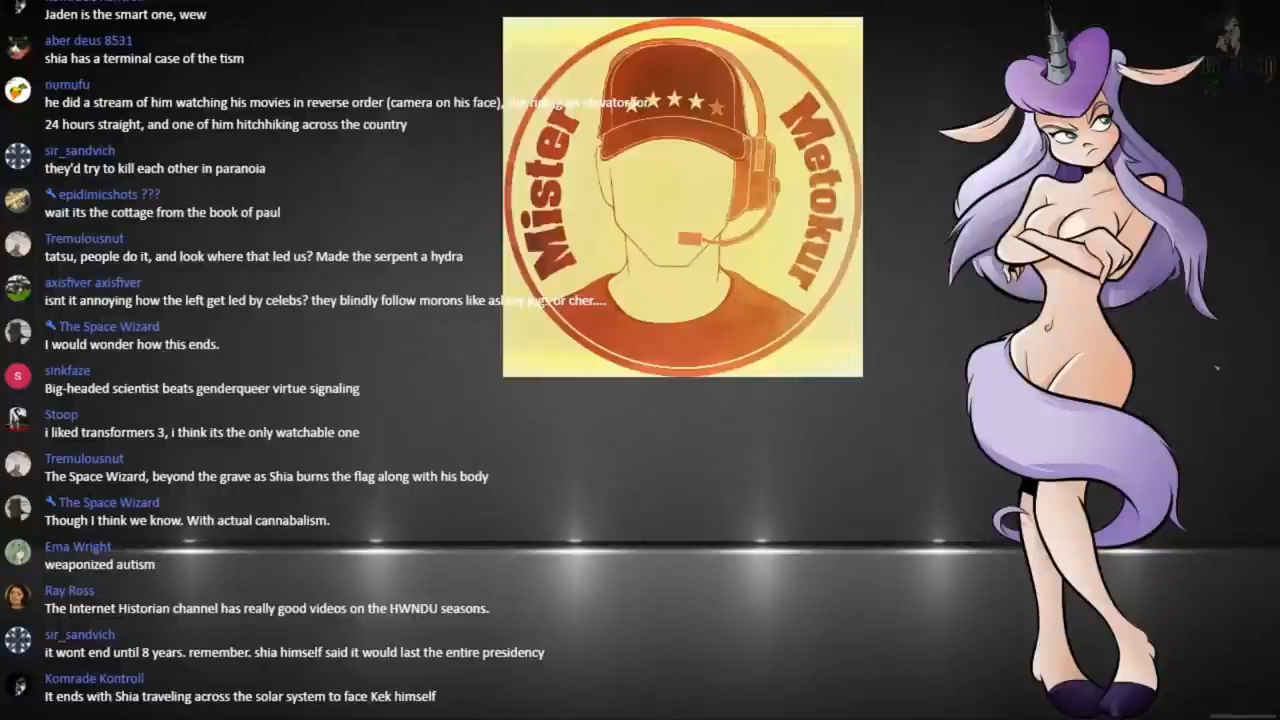 Jaden is the smart one, wew
aber deus 8531
shia has a terminal case of the tism
numufu
he did a stream of him watching his movies in reverse order (camera on his face), elevator for
24 hours straight, and one of him hitchhiking across the country
sir_sandvich
they'd try to kill each other in paranoia
epidimicshots ???
wait its the cottage from the book of paul
Tremulousnut
tatsu, people do it, and look where that led us? Made the serpent a hydra
axisfiver axisfiver
isnt it annoying how the left get led by celebs? they blindly follow morons like or cher....
The Space Wizard
I would wonder how this ends.
S
sinkfaze
Big-headed scientist beats genderqueer virtue signaling
Stoop
i liked transformers 3, i think its the only watchable one
Tremulousnut
The Space Wizard, beyond the grave as Shia burns the flag along with his body
The Space Wizard
Though I think we know. With actual cannabalism.
Ema Wright
weaponized autism
Ray Ross
The Internet Historian channel has really good videos on the HWNDU seasons.
sir_sandvich
it wont end until 8 years. remember. shia himself said it would last the entire presidency
Komrade Kontroll
It ends with Shia traveling across the solar system to face Kek himself
Mister Metokur